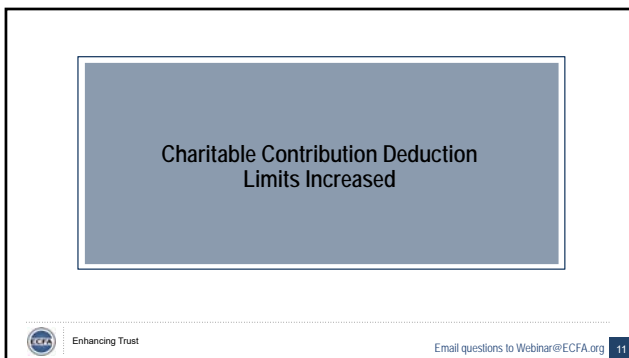 Charitable Contribution Deduction
Limits Increased
ECFA
Enhancing Trust
Email questions to Webinar@ECFA.org 11